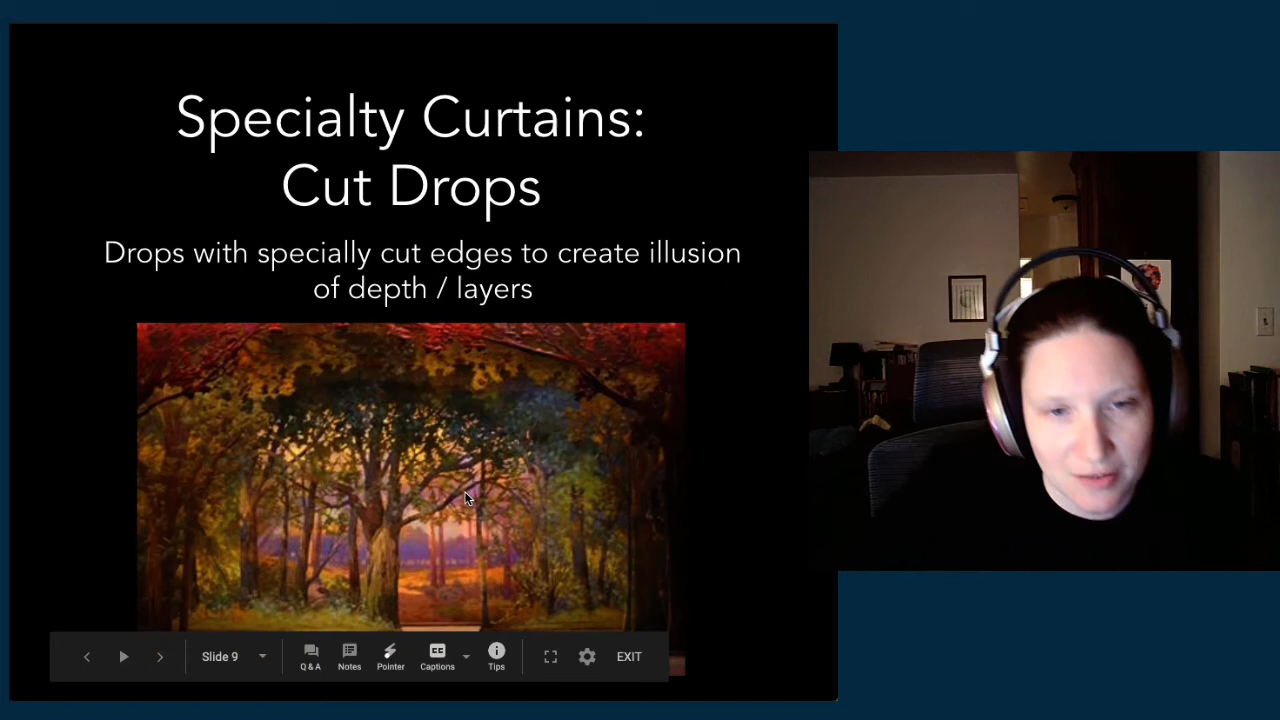 Specialty Curtains:
Cut Drops
Drops with specially cut edges to create illusion
of depth / layers
Slide 9
Q & A
Notes
Pointer
CC
Captions
Tips
EXIT